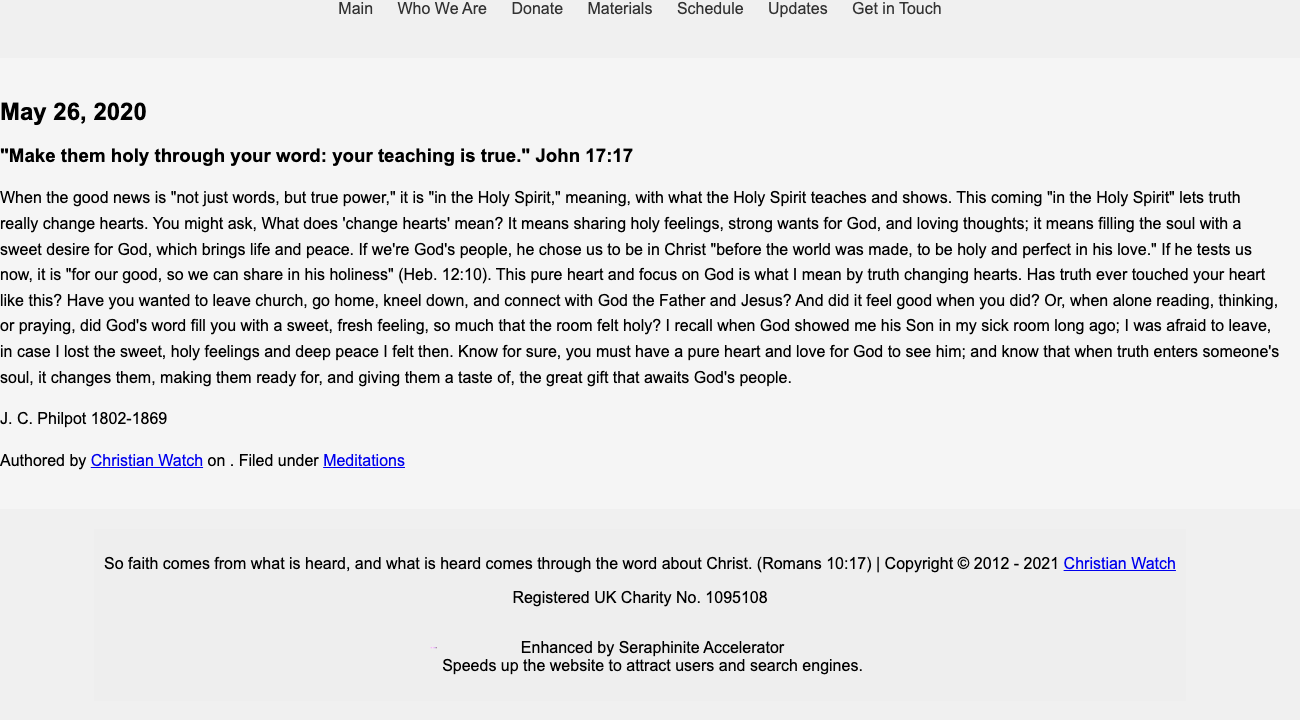 Main Who We Are Donate Materials Schedule Updates Get in Touch
May 26, 2020
"Make them holy through your word: your teaching is true." John 17:17
When the good news is "not just words, but true power," it is "in the Holy Spirit," meaning, with what the Holy Spirit teaches and shows. This coming "in the Holy Spirit" lets truth
really change hearts. You might ask, What does 'change hearts' mean? It means sharing holy feelings, strong wants for God, and loving thoughts; it means filling the soul with a
sweet desire for God, which brings life and peace. If we're God's people, he chose us to be in Christ "before the world was made, to be holy and perfect in his love." If he tests us
now, it is "for our good, so we can share in his holiness" (Heb. 12:10). This pure heart and focus on God is what I mean by truth changing hearts. Has truth ever touched your heart
like this? Have you wanted to leave church, go home, kneel down, and connect with God the Father and Jesus? And did it feel good when you did? Or, when alone reading, thinking,
or praying, did God's word fill you with a sweet, fresh feeling, so much that the room felt holy? I recall when God showed me his Son in my sick room long ago; I was afraid to leave,
in case I lost the sweet, holy feelings and deep peace I felt then. Know for sure, you must have a pure heart and love for God to see him; and know that when truth enters someone's
soul, it changes them, making them ready for, and giving them a taste of, the great gift that awaits God's people.
J. C. Philpot 1802-1869
Authored by Christian Watch on . Filed under Meditations
So faith comes from what is heard, and what is heard comes through the word about Christ. (Romans 10:17) | Copyright © 2012 - 2021 Christian Watch
Registered UK Charity No. 1095108
Enhanced by Seraphinite Accelerator
Speeds up the website to attract users and search engines.